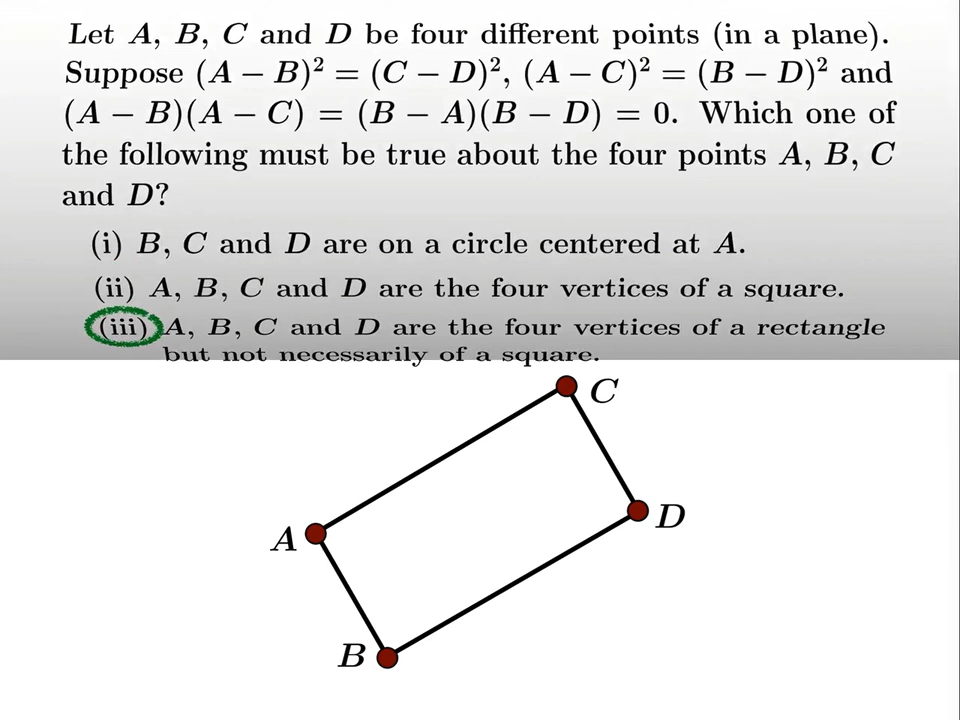 Let A, B, C and D be four different points (in a plane).
Suppose (A − B)² = (C − D)², (A − C)² = (B − D)² and
(A − B)(A − C) = (B − A)(B − D) = 0. Which one of
the following must be true about the four points A, B, C
and D?
(i) B, C and D are on a circle centered at A.
(ii) A, B, C and D are the four vertices of a square.
(iii) A, B, C and D are the four vertices of a rectangle
but not necessarily of a square.
C
D
A
B